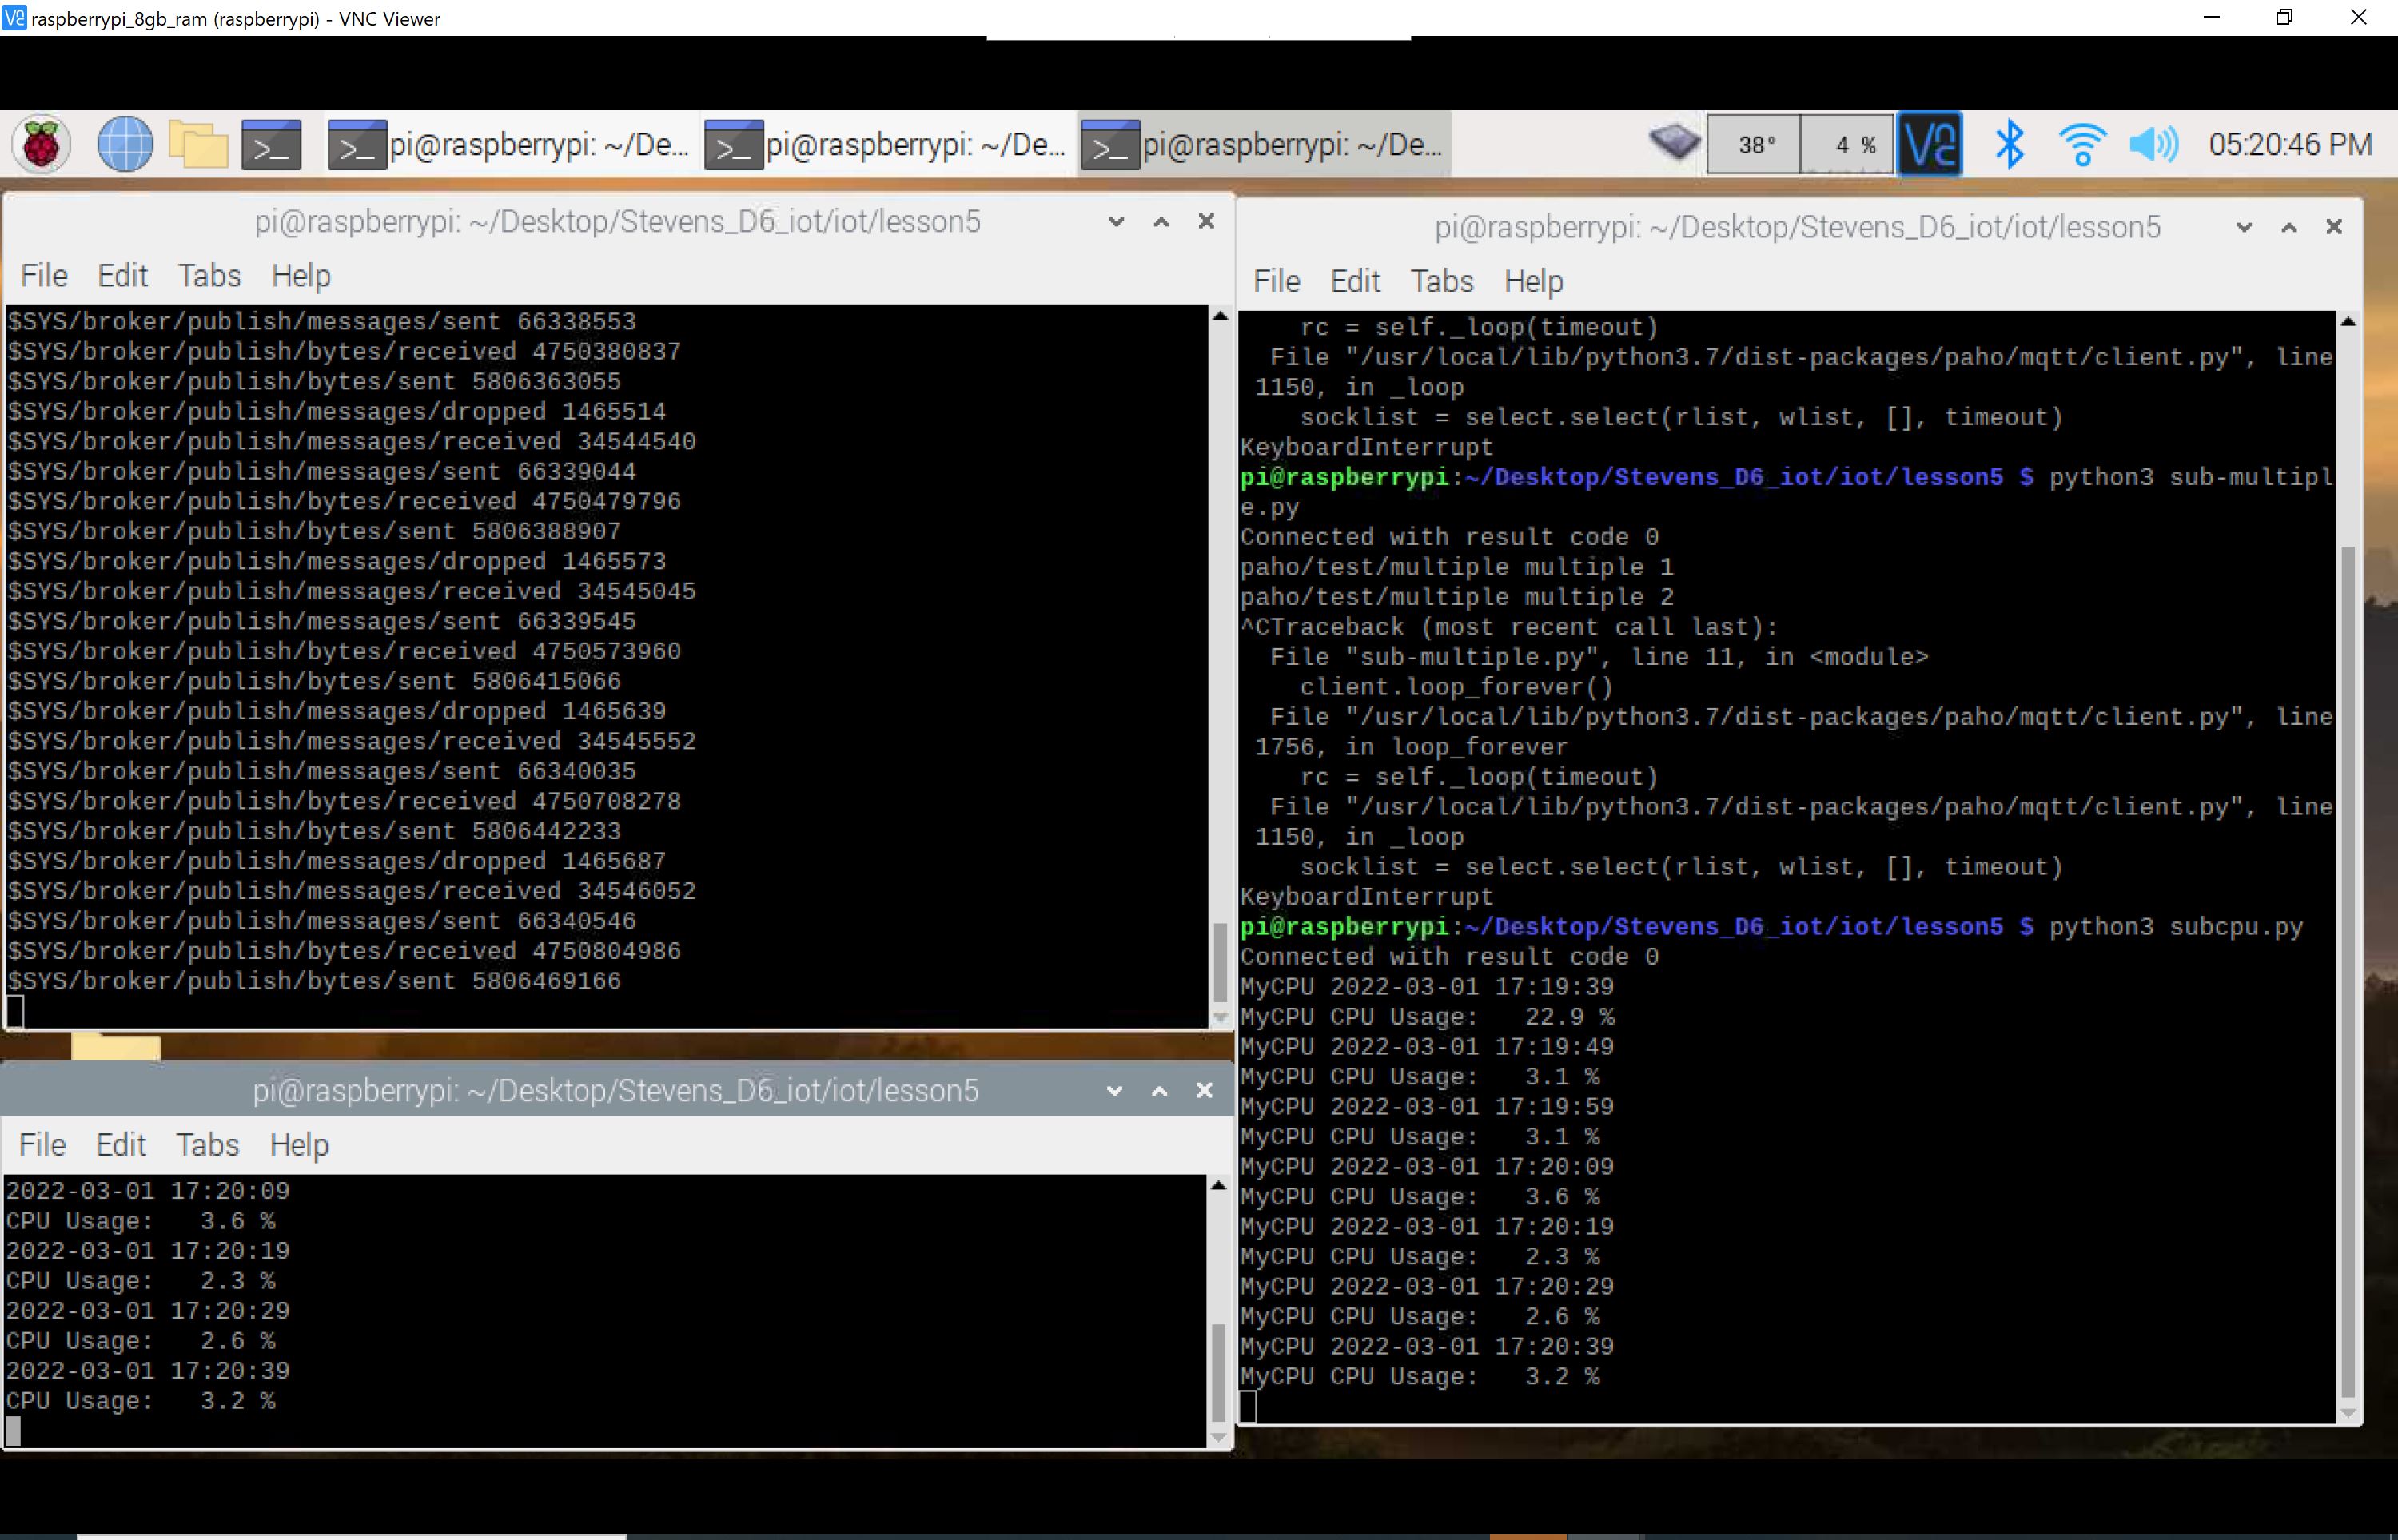 raspberrypi_8gb_ram (raspberrypi) - VNC Viewer
pi@raspberrypi: ~/De... pi@raspberrypi: ~/De... pi@raspberrypi: ~/De... 38° 4 % 05:20:46 PM
pi@raspberrypi: ~/Desktop/Stevens_D6_iot/iot/lesson5
File Edit Tabs Help
$SYS/broker/publish/messages/sent 66338553
$SYS/broker/publish/bytes/received 4750380837
$SYS/broker/publish/bytes/sent 5806363055
$SYS/broker/publish/messages/dropped 1465514
$SYS/broker/publish/messages/received 34544540
$SYS/broker/publish/messages/sent 66339044
$SYS/broker/publish/bytes/received 4750479796
$SYS/broker/publish/bytes/sent 5806388907
$SYS/broker/publish/messages/dropped 1465573
$SYS/broker/publish/messages/received 34545045
$SYS/broker/publish/messages/sent 66339545
$SYS/broker/publish/bytes/received 4750573960
$SYS/broker/publish/bytes/sent 5806415066
$SYS/broker/publish/messages/dropped 1465639
$SYS/broker/publish/messages/received 34545552
$SYS/broker/publish/messages/sent 66340035
$SYS/broker/publish/bytes/received 4750708278
$SYS/broker/publish/bytes/sent 5806442233
$SYS/broker/publish/messages/dropped 1465687
$SYS/broker/publish/messages/received 34546052
$SYS/broker/publish/messages/sent 66340546
$SYS/broker/publish/bytes/received 4750804986
$SYS/broker/publish/bytes/sent 5806469166
pi@raspberrypi: ~/Desktop/Stevens_D6_iot/iot/lesson5
File Edit Tabs Help
2022-03-01 17:20:09
CPU Usage:   3.6 %
2022-03-01 17:20:19
CPU Usage:   2.3 %
2022-03-01 17:20:29
CPU Usage:   2.6 %
2022-03-01 17:20:39
CPU Usage:   3.2 %
pi@raspberrypi: ~/Desktop/Stevens_D6_iot/iot/lesson5
File Edit Tabs Help
    rc = self._loop(timeout)
  File "/usr/local/lib/python3.7/dist-packages/paho/mqtt/client.py", line
 1150, in _loop
    socklist = select.select(rlist, wlist, [], timeout)
KeyboardInterrupt
pi@raspberrypi:~/Desktop/Stevens_D6_iot/iot/lesson5 $ python3 sub-multipl
e.py
Connected with result code 0
paho/test/multiple multiple 1
paho/test/multiple multiple 2
^CTraceback (most recent call last):
  File "sub-multiple.py", line 11, in <module>
    client.loop_forever()
  File "/usr/local/lib/python3.7/dist-packages/paho/mqtt/client.py", line
 1756, in loop_forever
    rc = self._loop(timeout)
  File "/usr/local/lib/python3.7/dist-packages/paho/mqtt/client.py", line
 1150, in _loop
    socklist = select.select(rlist, wlist, [], timeout)
KeyboardInterrupt
pi@raspberrypi:~/Desktop/Stevens_D6_iot/iot/lesson5 $ python3 subcpu.py
Connected with result code 0
MyCPU 2022-03-01 17:19:39
MyCPU CPU Usage:   22.9 %
MyCPU 2022-03-01 17:19:49
MyCPU CPU Usage:   3.1 %
MyCPU 2022-03-01 17:19:59
MyCPU CPU Usage:   3.1 %
MyCPU 2022-03-01 17:20:09
MyCPU CPU Usage:   3.6 %
MyCPU 2022-03-01 17:20:19
MyCPU CPU Usage:   2.3 %
MyCPU 2022-03-01 17:20:29
MyCPU CPU Usage:   2.6 %
MyCPU 2022-03-01 17:20:39
MyCPU CPU Usage:   3.2 %